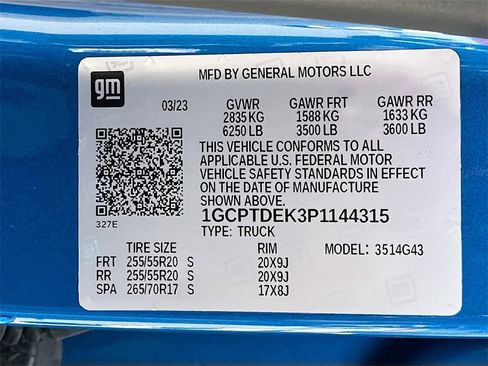 gm
MFD BY GENERAL MOTORS LLC
03/23 GVWR GAWR FRT GAWR RR
2835 KG 1588 KG 1633 KG
6250 LB 3500 LB 3600 LB
THIS VEHICLE CONFORMS TO ALL
APPLICABLE U.S. FEDERAL MOTOR
VEHICLE SAFETY STANDARDS IN EFFECT
ON THE DATE OF MANUFACTURE
SHOWN ABOVE.
1GCPTDEK3P1144315
327E TYPE: TRUCK MODEL: 3514G43
TIRE SIZE RIM
FRT 255/55R20 S 20X9J
RR 255/55R20 S 20X9J
SPA 265/70R17 S 17X8J